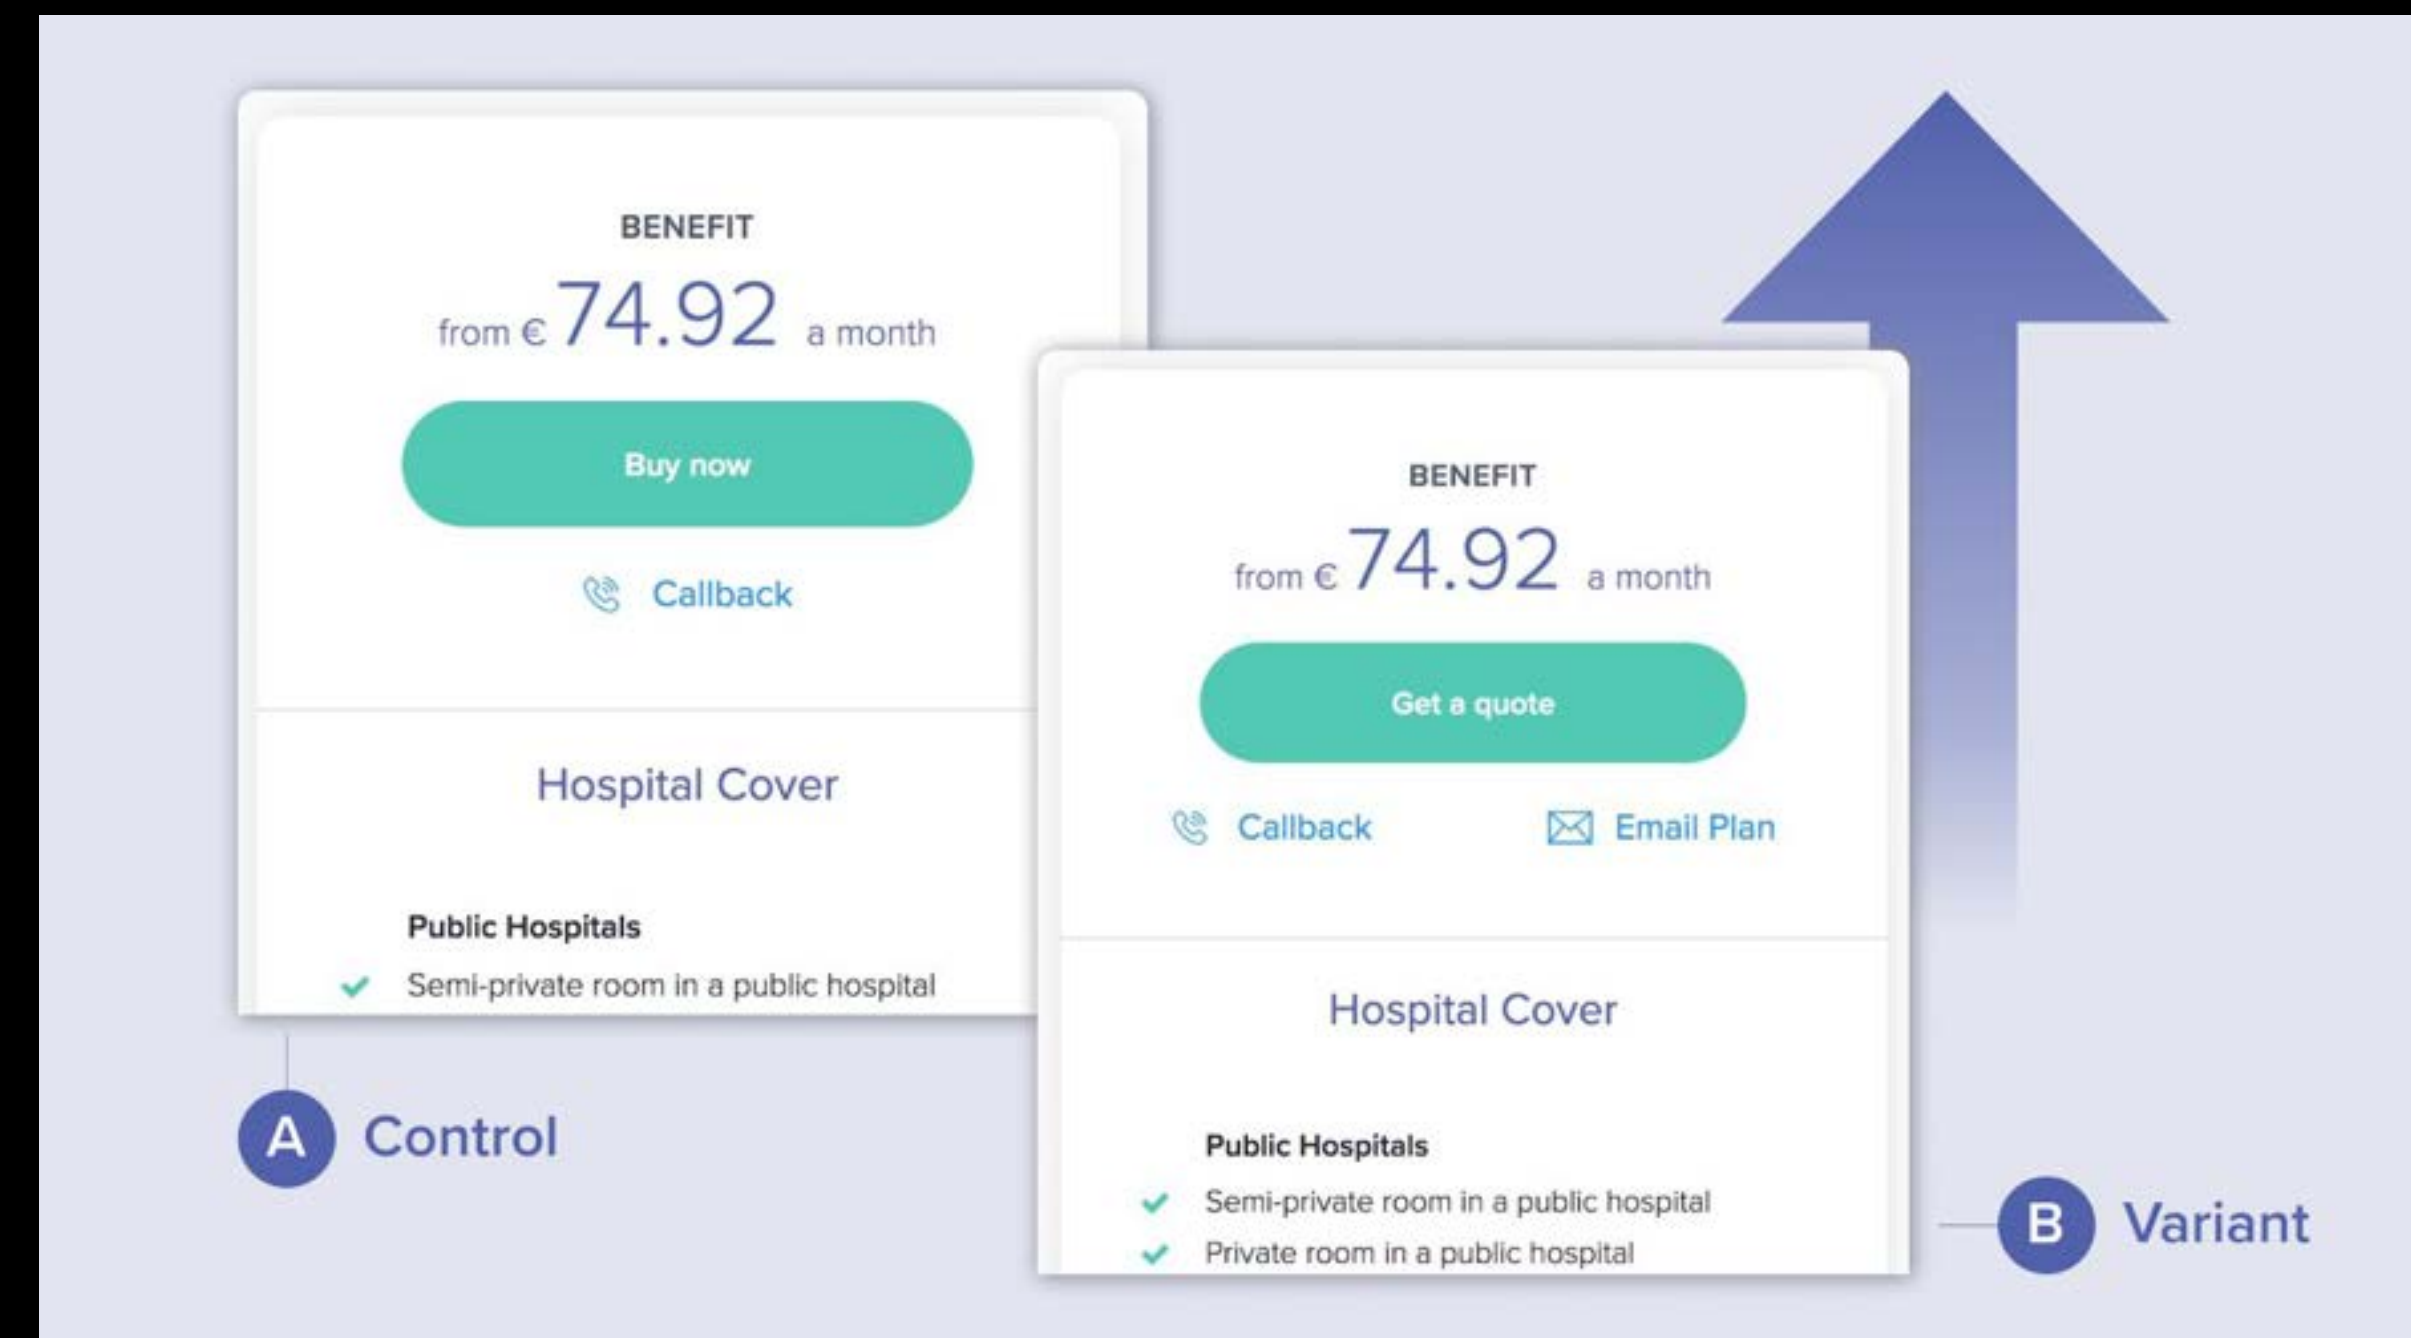 BENEFIT
from € 74.92 a month
Buy now
Callback
Hospital Cover
Public Hospitals
Semi-private room in a public hospital
A Control
BENEFIT
from € 74.92 a month
Get a quote
Callback Email Plan
Hospital Cover
Public Hospitals
Semi-private room in a public hospital
Private room in a public hospital
B Variant